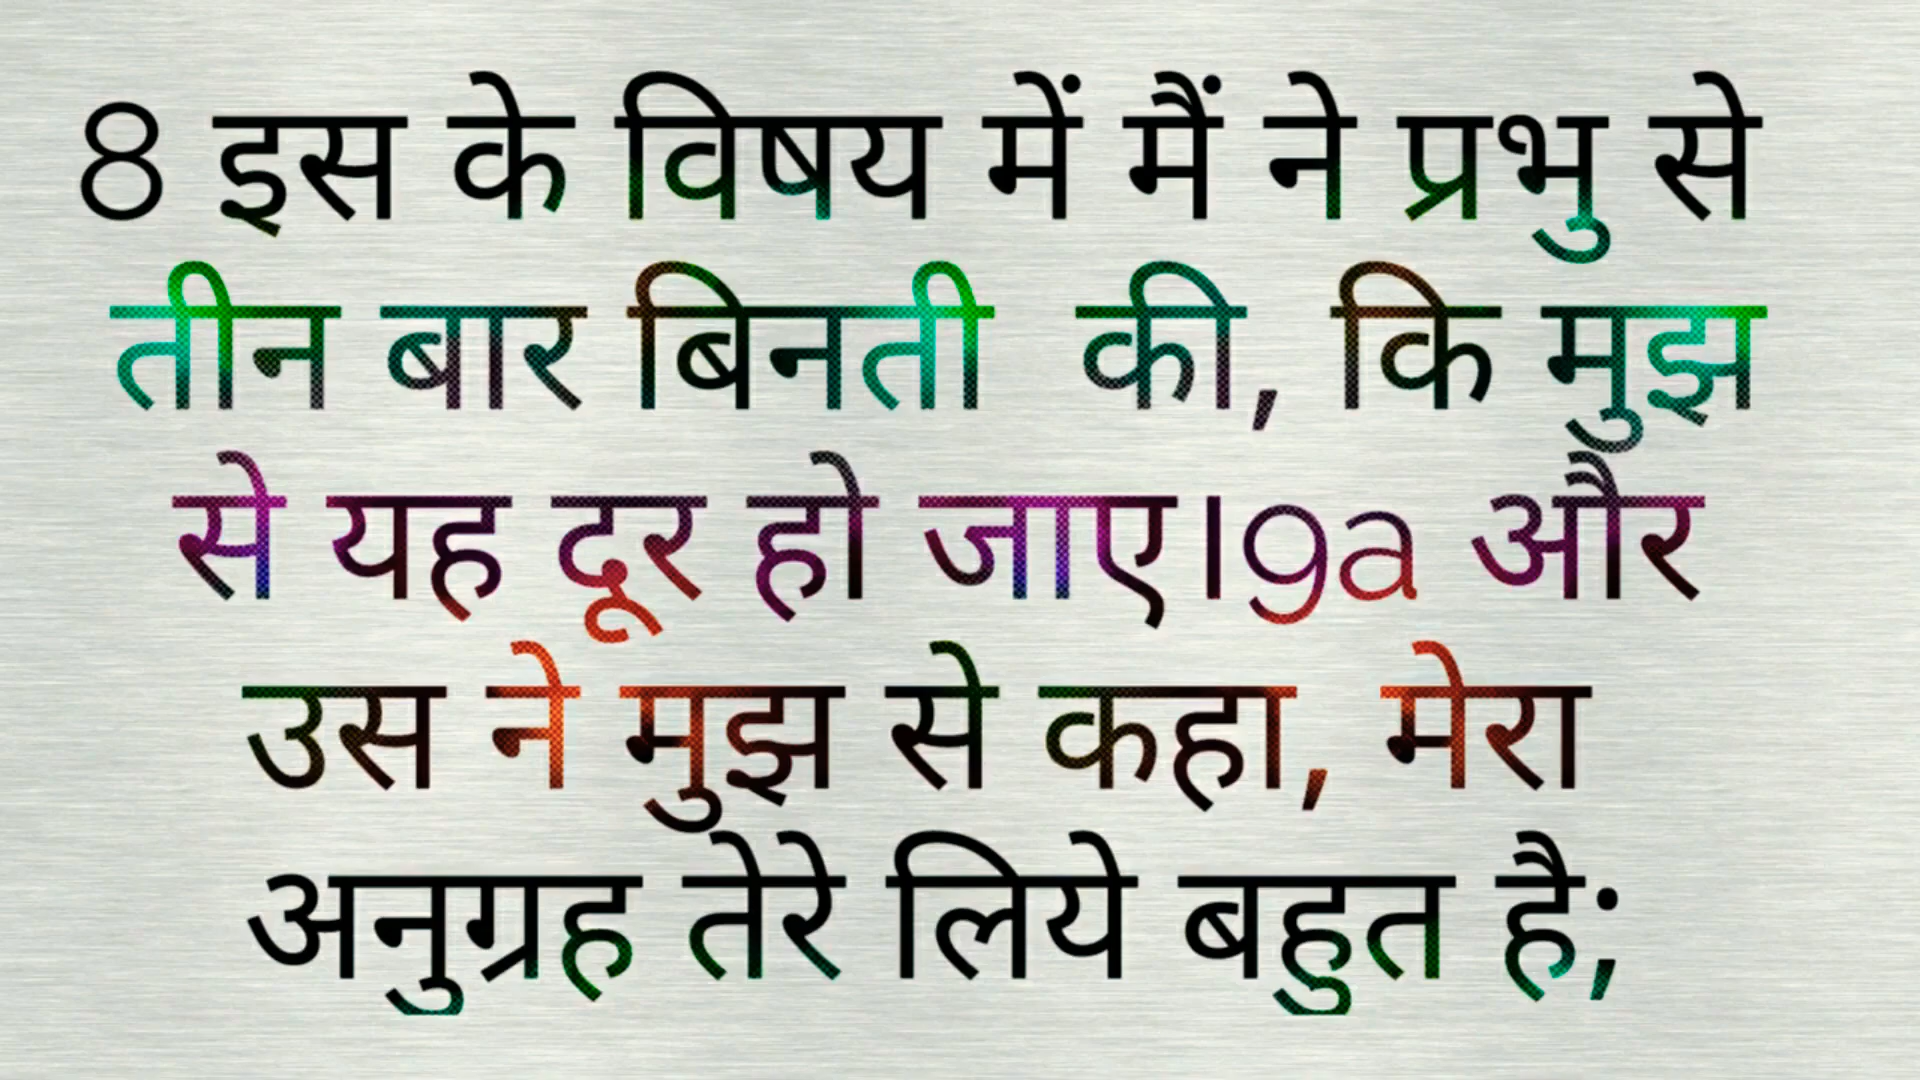 8 इस के विषय में मैं ने प्रभु से
तीन बार बिनती  की, कि मुझ
से यह दूर हो जाए।9a और
उस ने मुझ से कहा, मेरा
अनुग्रह तेरे लिये बहुत है;